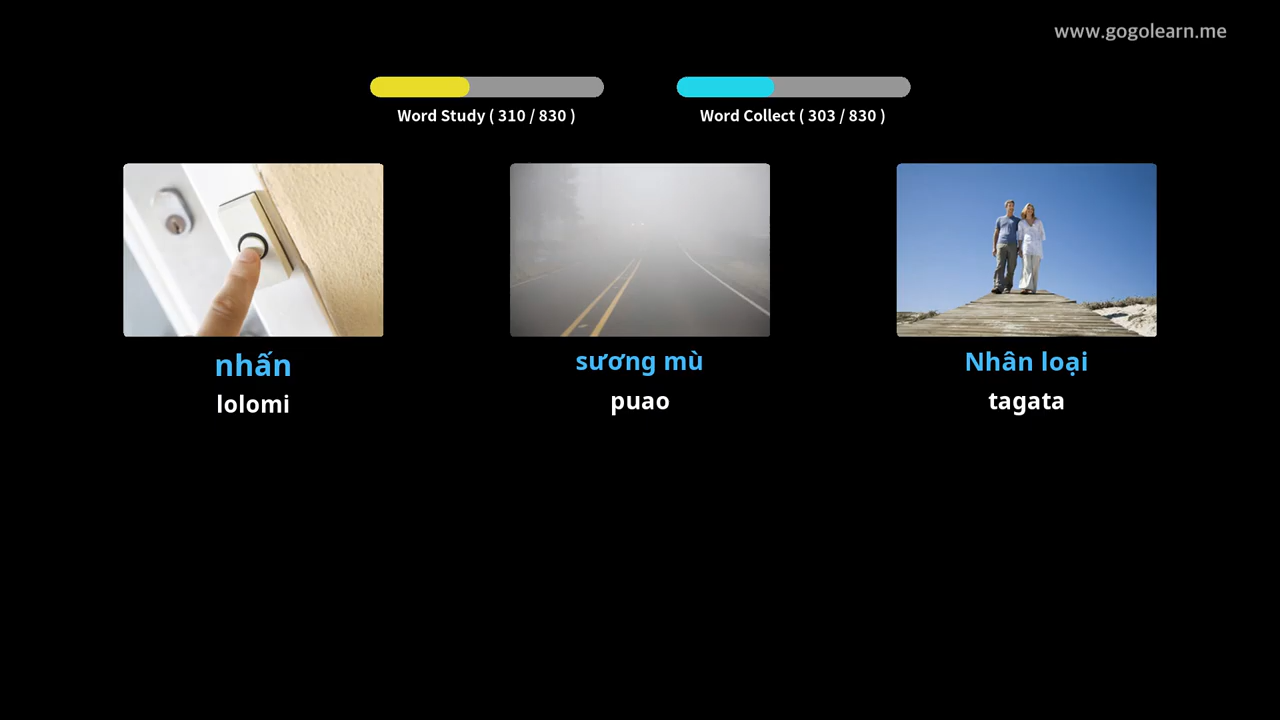 www.gogolearn.me
Word Study ( 310 / 830 )
Word Collect ( 303 / 830 )
nhấn
lolomi
sương mù
puao
Nhân loại
tagata